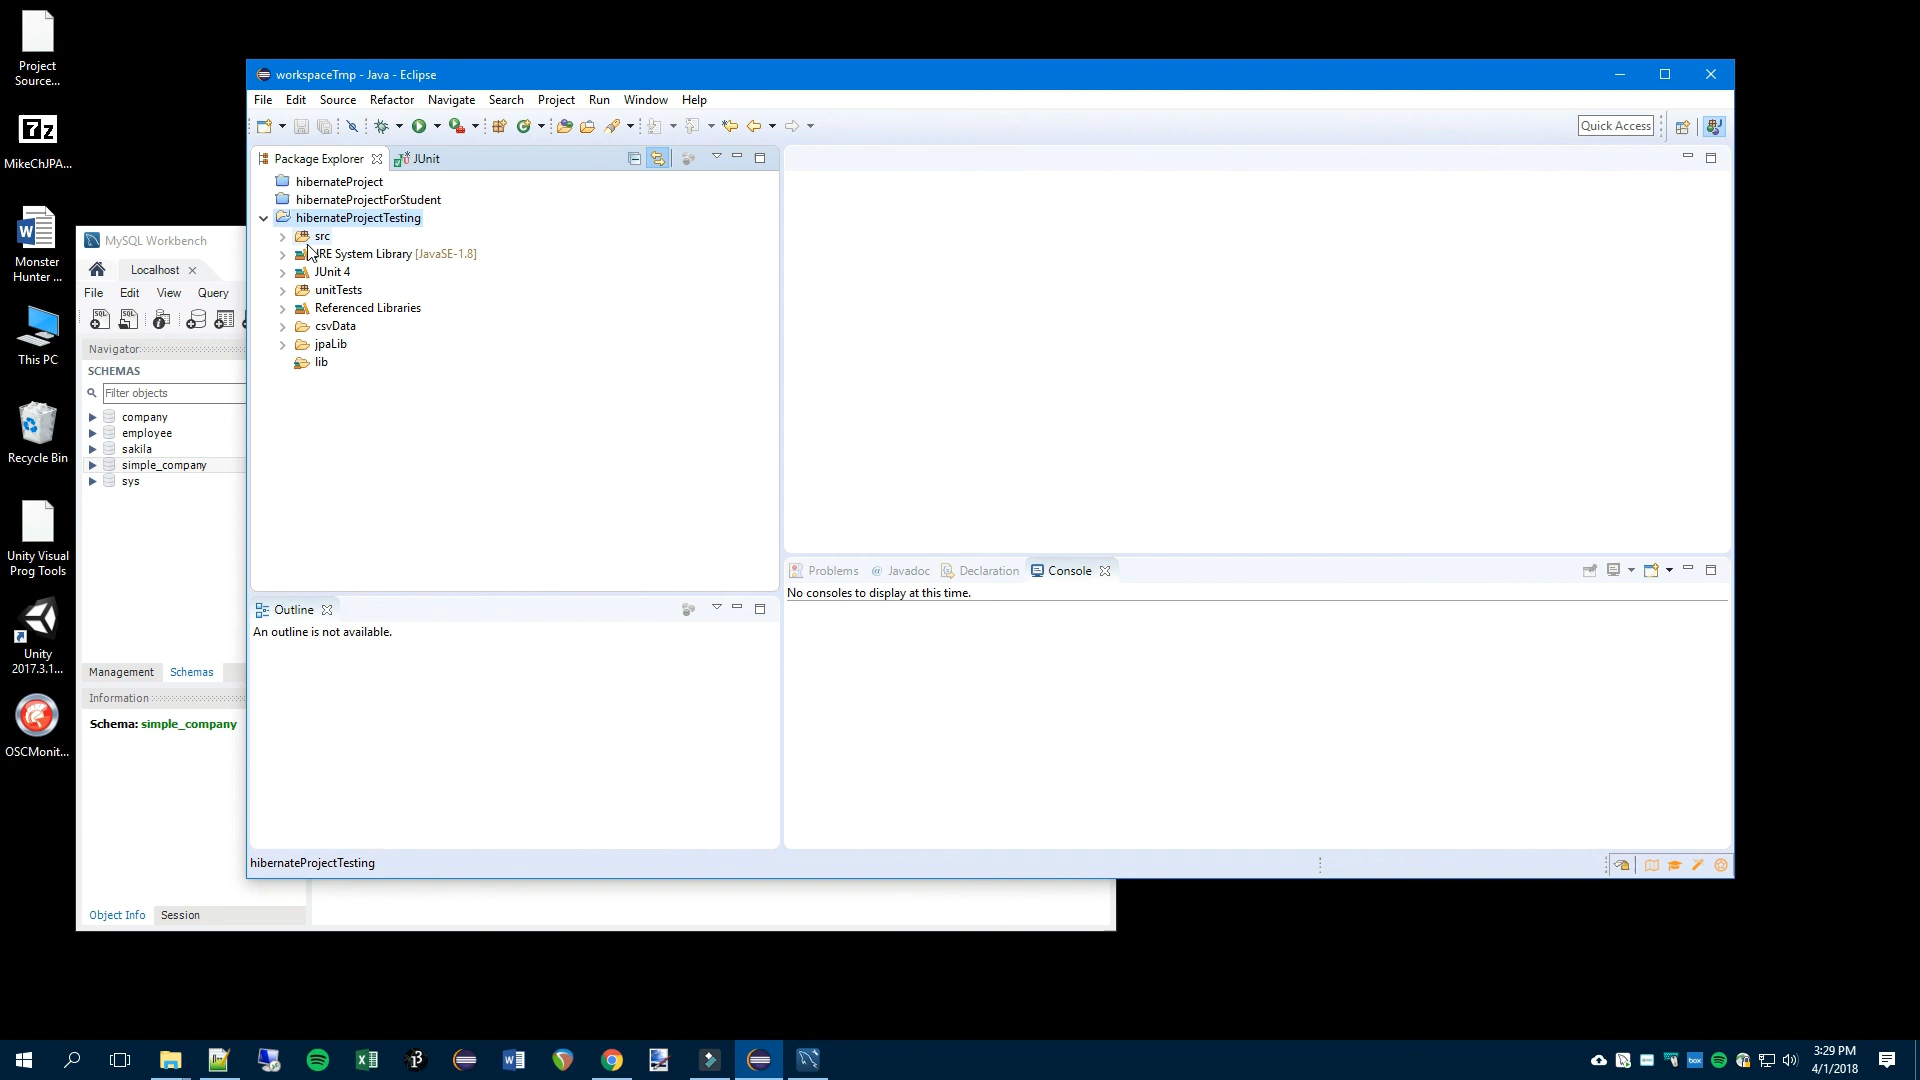 Project
Source...
7z
MikeChJPA...
Monster
Hunter ...
This PC
Recycle Bin
Unity Visual
Prog Tools
Unity
2017.3.1...
OSCMonit...
MySQL Workbench
Localhost
File Edit View Query
Navigator
SCHEMAS
Filter objects
company
employee
sakila
simple_company
sys
Management Schemas
Information
Schema: simple_company
Object Info Session
workspaceTmp - Java - Eclipse
File Edit Source Refactor Navigate Search Project Run Window Help
Quick Access
Package Explorer JUnit
hibernateProject
hibernateProjectForStudent
hibernateProjectTesting
src
JRE System Library [JavaSE-1.8]
JUnit 4
unitTests
Referenced Libraries
csvData
jpaLib
lib
Outline
An outline is not available.
Problems @ Javadoc Declaration Console
No consoles to display at this time.
hibernateProjectTesting
3:29 PM
4/1/2018